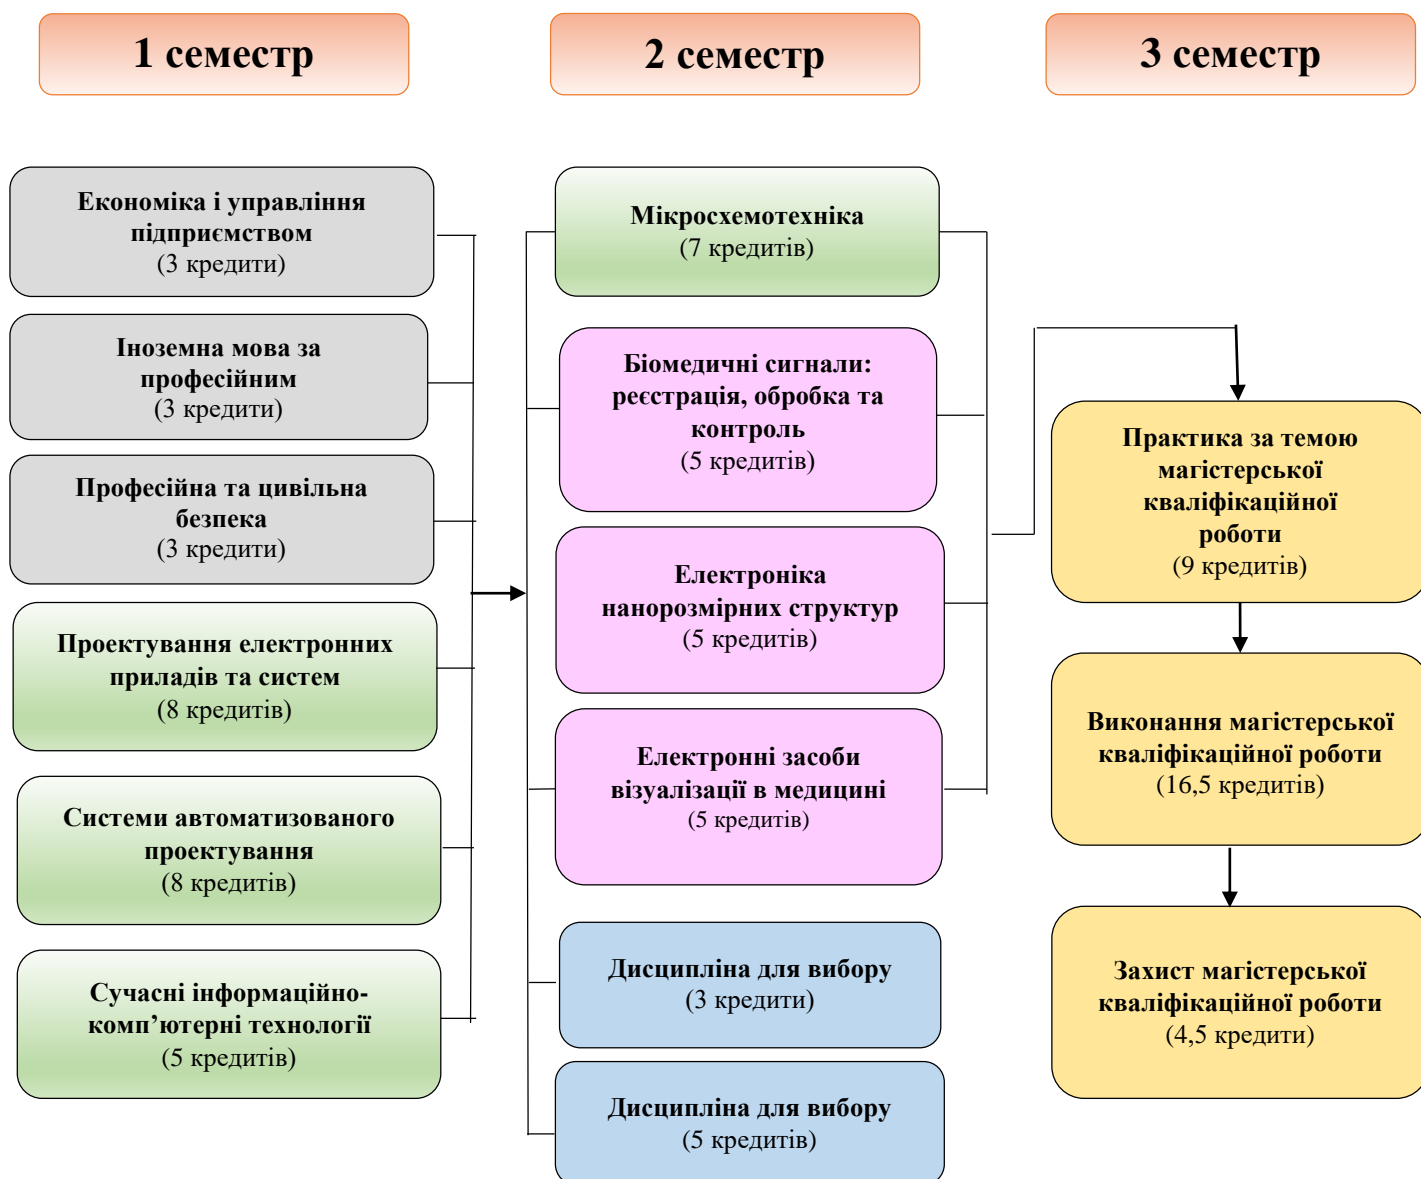 1 семестр
2 семестр
3 семестр
Економіка і управління
підприємством
(3 кредити)
Іноземна мова за
професійним
(3 кредити)
Професійна та цивільна
безпека
(3 кредити)
Проектування електронних
приладів та систем
(8 кредитів)
Системи автоматизованого
проектування
(8 кредитів)
Сучасні інформаційно-
комп’ютерні технології
(5 кредитів)
Мікросхемотехніка
(7 кредитів)
Біомедичні сигнали:
реєстрація, обробка та
контроль
(5 кредитів)
Електроніка
нанорозмірних структур
(5 кредитів)
Електронні засоби
візуалізації в медицині
(5 кредитів)
Дисципліна для вибору
(3 кредити)
Дисципліна для вибору
(5 кредитів)
Практика за темою
магістерської
кваліфікаційної
роботи
(9 кредитів)
Виконання магістерської
кваліфікаційної роботи
(16,5 кредитів)
Захист магістерської
кваліфікаційної роботи
(4,5 кредити)